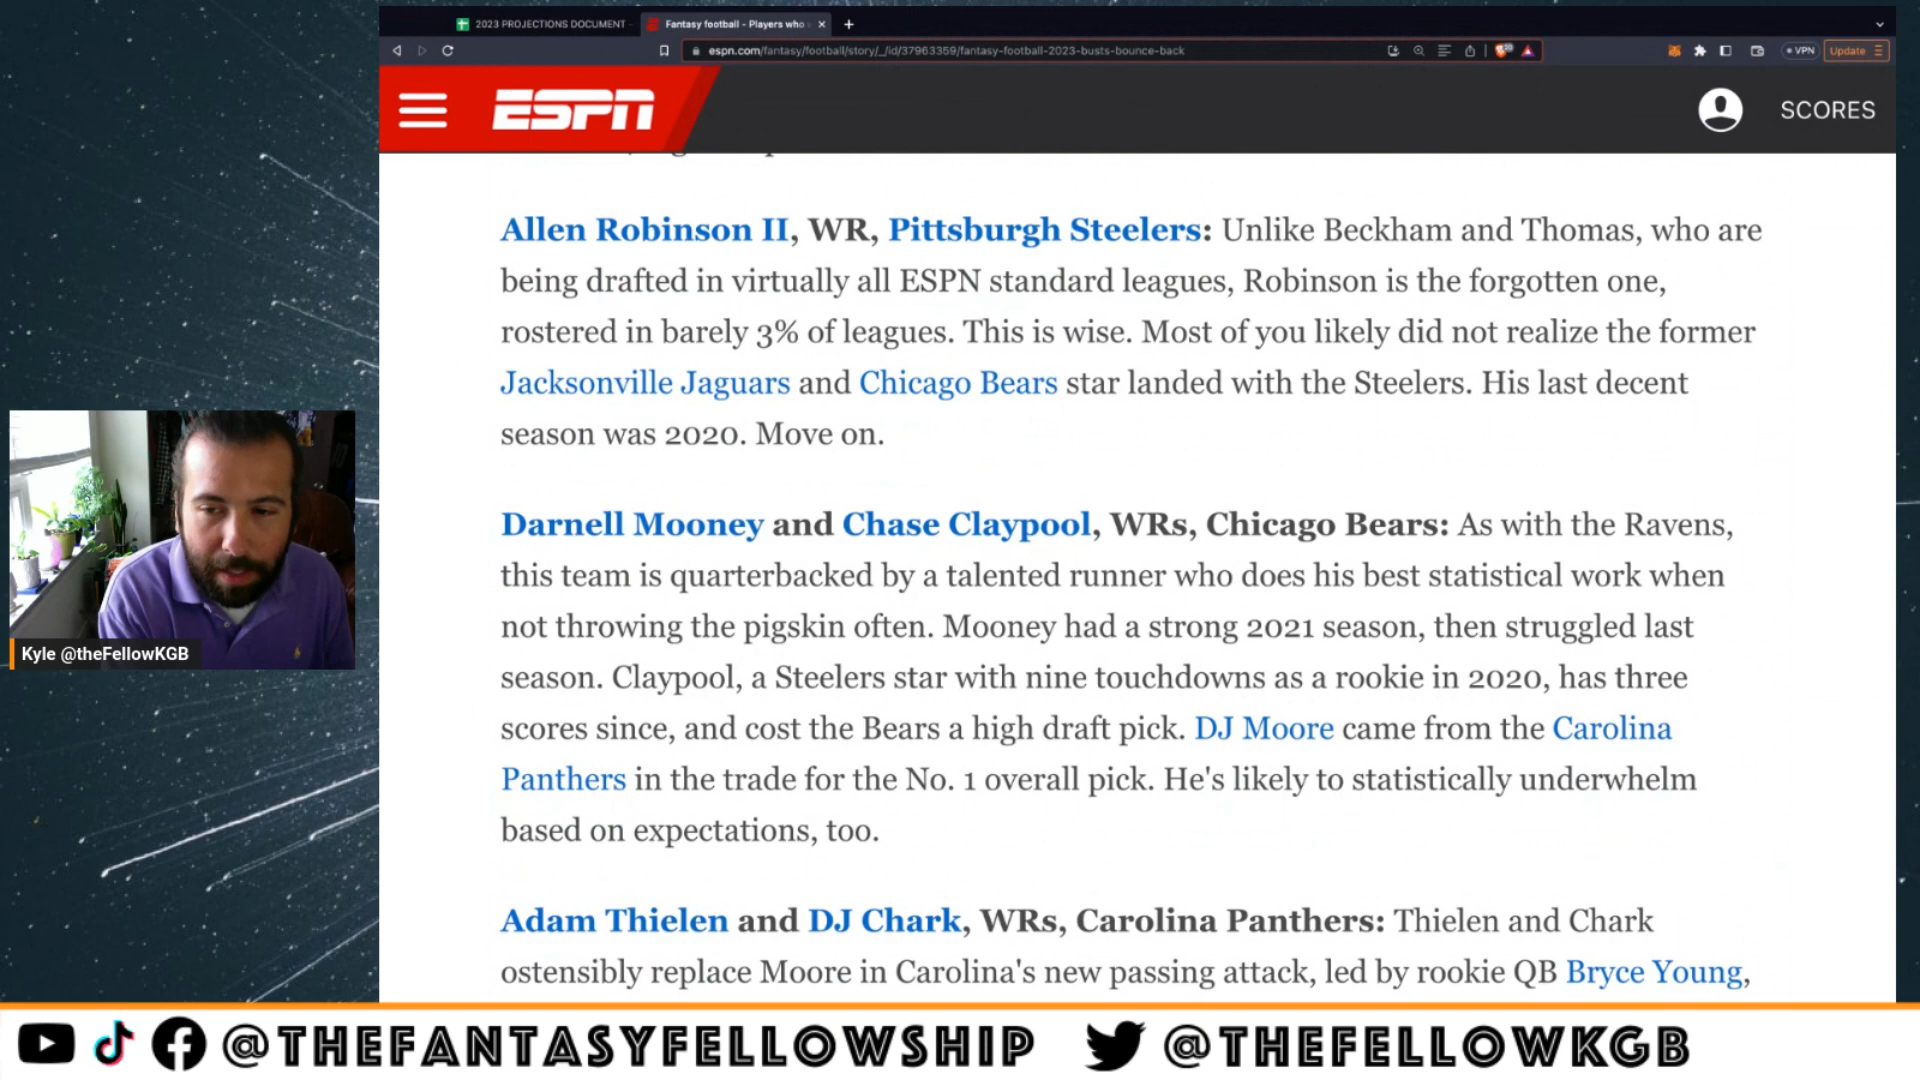 2023 PROJECTIONS DOCUMENT
Fantasy football - Players who
espn.com/fantasy/football/story/_/id/37963359/fantasy-football-2023-busts-bounce-back
VPN
Update
ESPN
SCORES
Allen Robinson II, WR, Pittsburgh Steelers: Unlike Beckham and Thomas, who are
being drafted in virtually all ESPN standard leagues, Robinson is the forgotten one,
rostered in barely 3% of leagues. This is wise. Most of you likely did not realize the former
Jacksonville Jaguars and Chicago Bears star landed with the Steelers. His last decent
season was 2020. Move on.
Darnell Mooney and Chase Claypool, WRs, Chicago Bears: As with the Ravens,
this team is quarterbacked by a talented runner who does his best statistical work when
not throwing the pigskin often. Mooney had a strong 2021 season, then struggled last
season. Claypool, a Steelers star with nine touchdowns as a rookie in 2020, has three
scores since, and cost the Bears a high draft pick. DJ Moore came from the Carolina
Panthers in the trade for the No. 1 overall pick. He's likely to statistically underwhelm
based on expectations, too.
Adam Thielen and DJ Chark, WRs, Carolina Panthers: Thielen and Chark
ostensibly replace Moore in Carolina's new passing attack, led by rookie QB Bryce Young,
Kyle @theFellowKGB
@THEFANTASYFELLOWSHIP
@THEFELLOWKGB